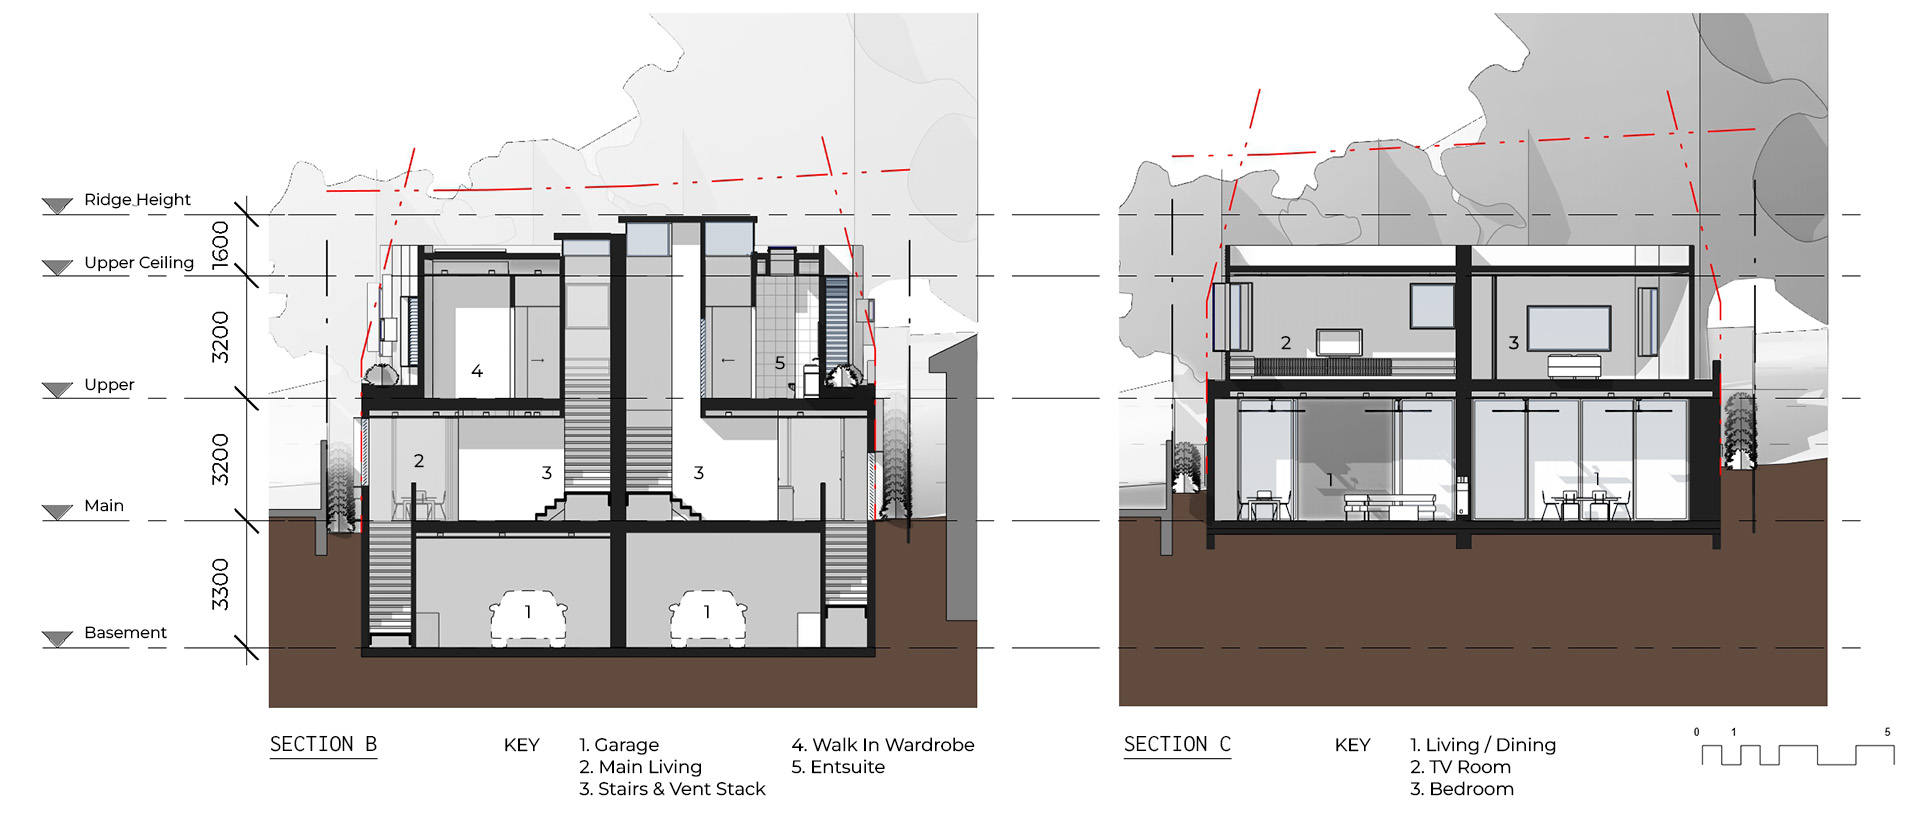 Ridge Height
1600
Upper Ceiling
3200
Upper
3200
Main
3300
Basement
4
5
2
3
3
1
1
2
3
1
1
SECTION B
KEY
1. Garage
2. Main Living
3. Stairs & Vent Stack
4. Walk In Wardrobe
5. Entsuite
SECTION C
KEY
1. Living / Dining
2. TV Room
3. Bedroom
0 1 5